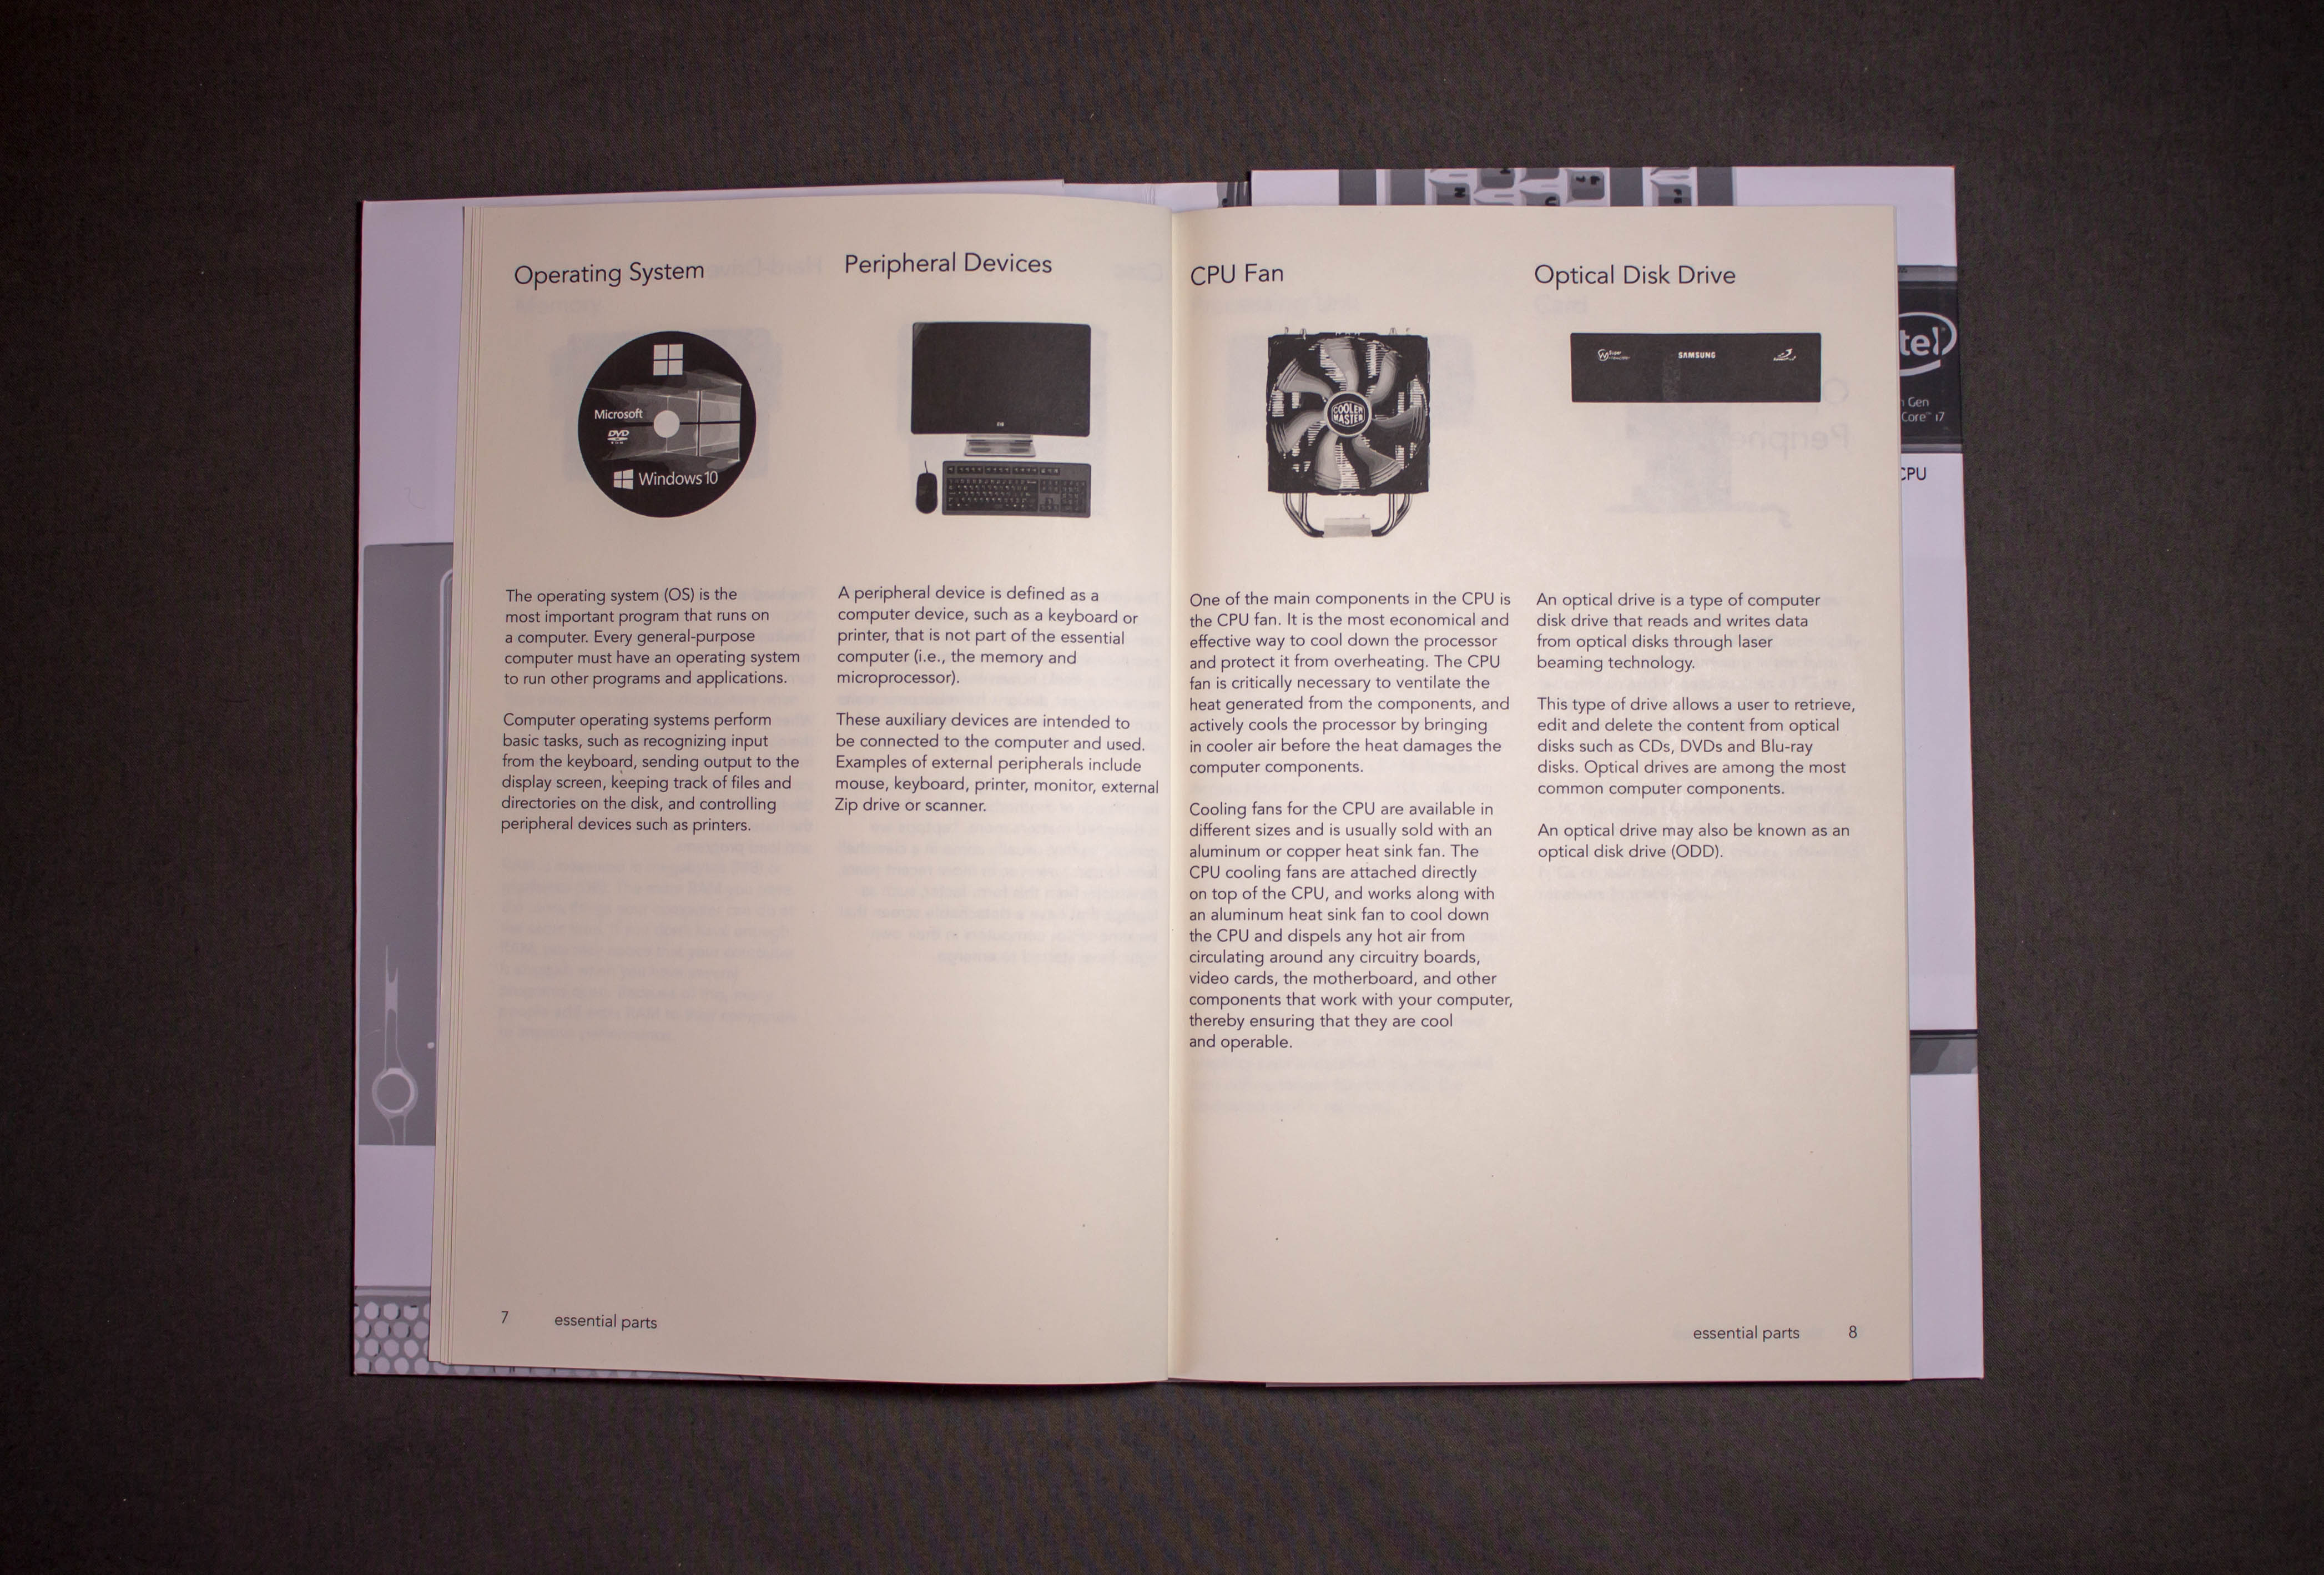 Operating System
Microsoft
DVD
Windows 10
The operating system (OS) is the
most important program that runs on
a computer. Every general-purpose
computer must have an operating system
to run other programs and applications.
Computer operating systems perform
basic tasks, such as recognizing input
from the keyboard, sending output to the
display screen, keeping track of files and
directories on the disk, and controlling
peripheral devices such as printers.
Peripheral Devices
A peripheral device is defined as a
computer device, such as a keyboard or
printer, that is not part of the essential
computer (i.e., the memory and
microprocessor).
These auxiliary devices are intended to
be connected to the computer and used.
Examples of external peripherals include
mouse, keyboard, printer, monitor, external
Zip drive or scanner.
7 essential parts
CPU Fan
COOLER
MASTER
One of the main components in the CPU is
the CPU fan. It is the most economical and
effective way to cool down the processor
and protect it from overheating. The CPU
fan is critically necessary to ventilate the
heat generated from the components, and
actively cools the processor by bringing
in cooler air before the heat damages the
computer components.
Cooling fans for the CPU are available in
different sizes and is usually sold with an
aluminum or copper heat sink fan. The
CPU cooling fans are attached directly
on top of the CPU, and works along with
an aluminum heat sink fan to cool down
the CPU and dispels any hot air from
circulating around any circuitry boards,
video cards, the motherboard, and other
components that work with your computer,
thereby ensuring that they are cool
and operable.
Optical Disk Drive
SAMSUNG
An optical drive is a type of computer
disk drive that reads and writes data
from optical disks through laser
beaming technology.
This type of drive allows a user to retrieve,
edit and delete the content from optical
disks such as CDs, DVDs and Blu-ray
disks. Optical drives are among the most
common computer components.
An optical drive may also be known as an
optical disk drive (ODD).
essential parts 8
tel
Gen
Core™ i7
CPU